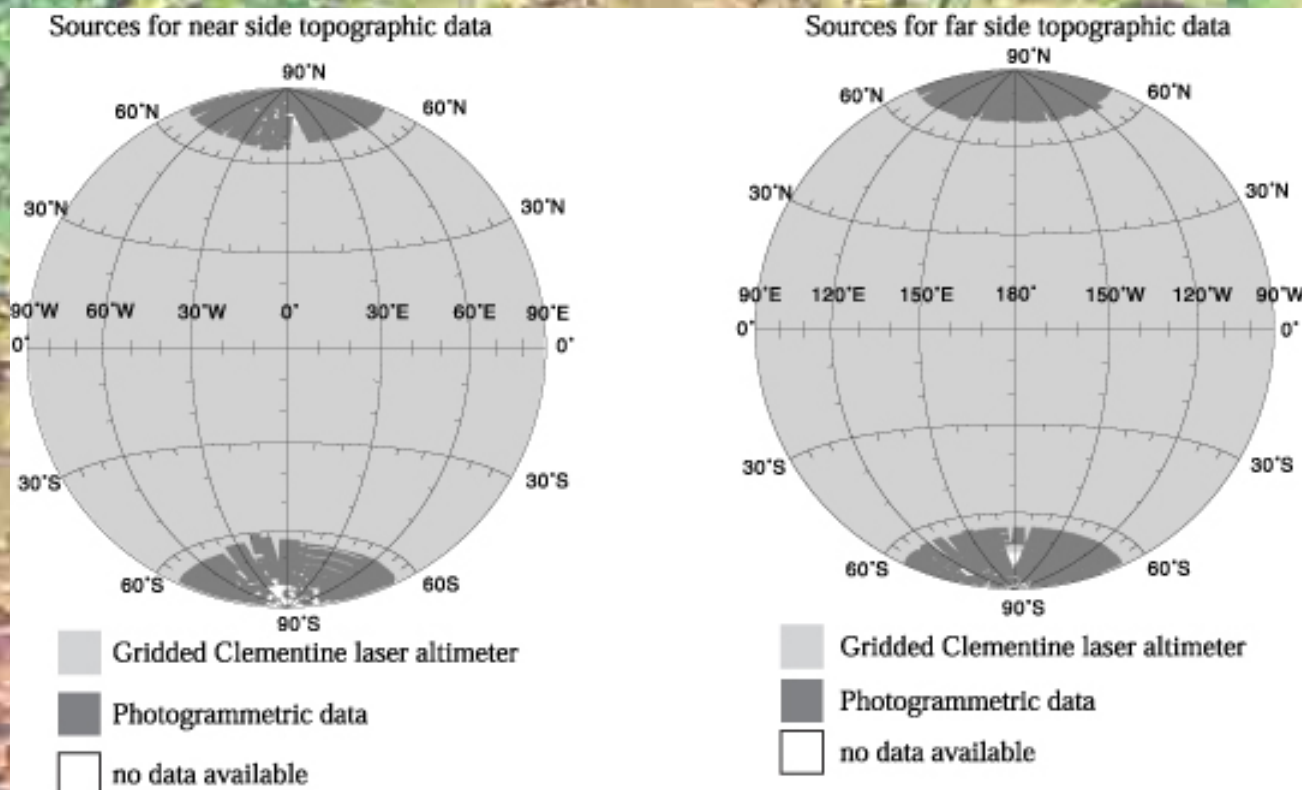 Sources for near side topographic data
90°N
60°N
60°N
30°N
30°N
90°W 60°W 30°W 0° 30°E 60°E 90°E
0°
0°
30°S
30°S
60°S
60S
90°S
Gridded Clementine laser altimeter
Photogrammetric data
no data available
Sources for far side topographic data
90°N
60°N
60°N
30°N
30°N
90°E 120°E 150°E 180° 150°W 120°W 90°W
0°
0°
30°S
30°S
60°S
60°S
90°S
Gridded Clementine laser altimeter
Photogrammetric data
no data available